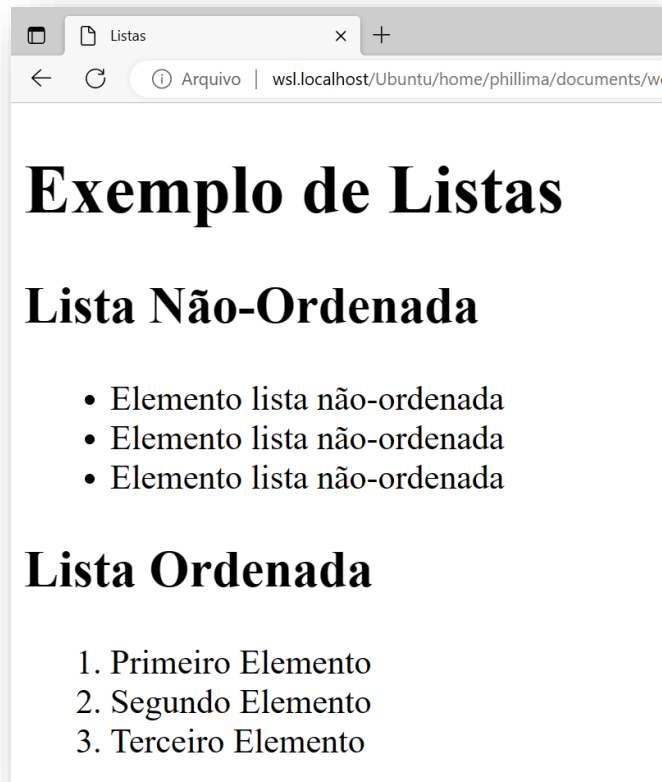 Listas
Arquivo | wsl.localhost/Ubuntu/home/phillima/documents/
Exemplo de Listas
Lista Não-Ordenada
• Elemento lista não-ordenada
• Elemento lista não-ordenada
• Elemento lista não-ordenada
Lista Ordenada
1. Primeiro Elemento
2. Segundo Elemento
3. Terceiro Elemento